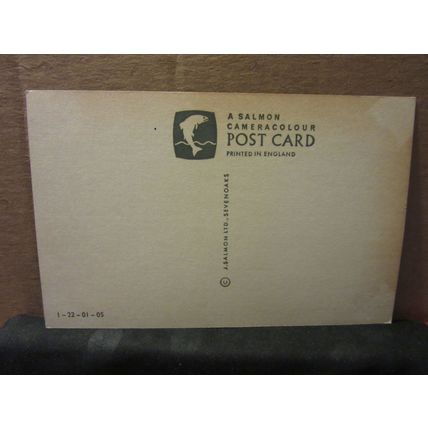 A SALMON
CAMERACOLOUR
POST CARD
PRINTED IN ENGLAND
© J. SALMON LTD., SEVENOAKS
1-22-01-05